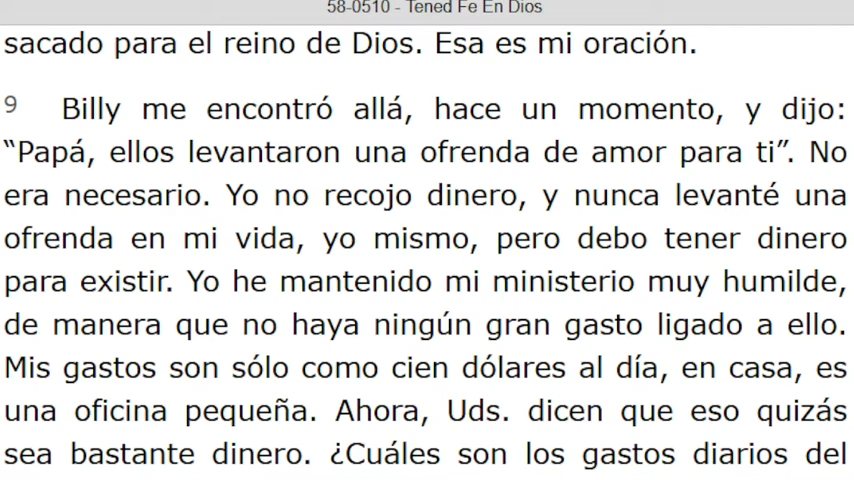 58-0510 - Tened Fe En Dios
sacado para el reino de Dios. Esa es mi oración.
9 Billy me encontró allá, hace un momento, y dijo:
“Papá, ellos levantaron una ofrenda de amor para ti”. No
era necesario. Yo no recojo dinero, y nunca levanté una
ofrenda en mi vida, yo mismo, pero debo tener dinero
para existir. Yo he mantenido mi ministerio muy humilde,
de manera que no haya ningún gran gasto ligado a ello.
Mis gastos son sólo como cien dólares al día, en casa, es
una oficina pequeña. Ahora, Uds. dicen que eso quizás
sea bastante dinero. ¿Cuáles son los gastos diarios del